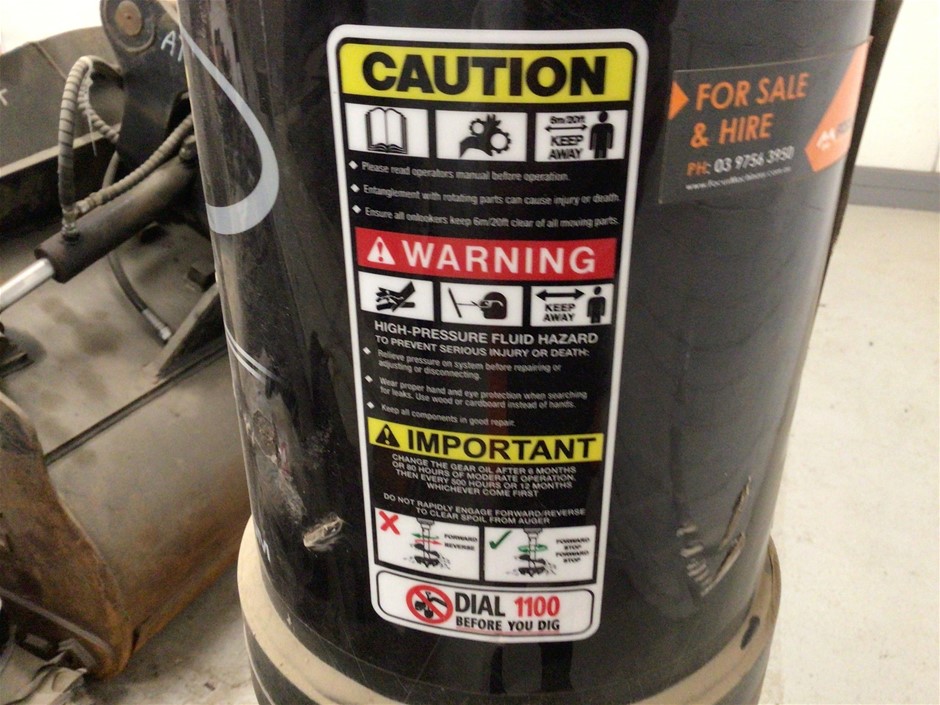 CAUTION
6m/20ft
KEEP
AWAY
Please read operators manual before operation.
Entanglement with rotating parts can cause injury or death.
Ensure all onlookers keep 6m/20ft clear of all moving parts.
WARNING
KEEP
AWAY
HIGH-PRESSURE FLUID HAZARD
TO PREVENT SERIOUS INJURY OR DEATH:
Relieve pressure on system before repairing or
adjusting or disconnecting.
Wear proper hand and eye protection when searching
for leaks. Use wood or cardboard instead of hands.
Keep all components in good repair.
IMPORTANT
CHANGE THE GEAR OIL AFTER 6 MONTHS
OR 80 HOURS OF MODERATE OPERATION,
THEN EVERY 500 HOURS OR 12 MONTHS
WHICHEVER COME FIRST
DO NOT RAPIDLY ENGAGE FORWARD/REVERSE
TO CLEAR SPOIL FROM AUGER
FORWARD
REVERSE
FORWARD
STOP
FORWARD
STOP
DIAL 1100
BEFORE YOU DIG
FOR SALE
& HIRE
PH: 03 9756 3950
www.FocusMachinery.com.au